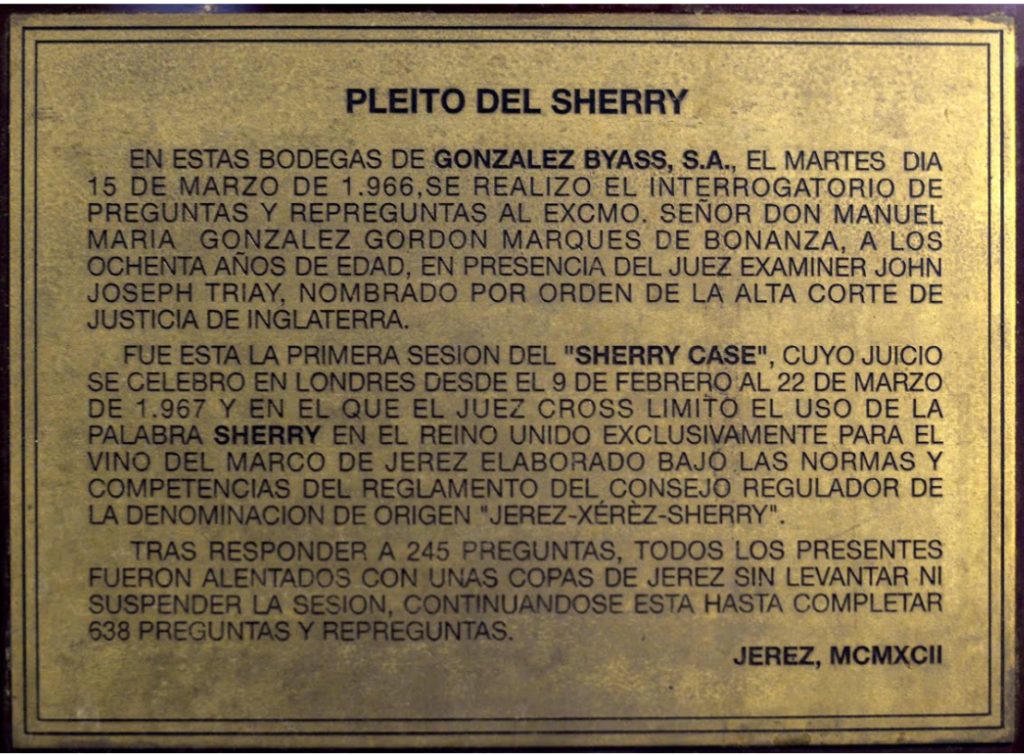 PLEITO DEL SHERRY
EN ESTAS BODEGAS DE GONZALEZ BYASS, S.A., EL MARTES DIA
15 DE MARZO DE 1.966,SE REALIZO EL INTERROGATORIO DE
PREGUNTAS Y REPREGUNTAS AL EXCMO. SEÑOR DON MANUEL
MARIA GONZALEZ GORDON MARQUES DE BONANZA, A LOS
OCHENTA AÑOS DE EDAD, EN PRESENCIA DEL JUEZ EXAMINER JOHN
JOSEPH TRIAY, NOMBRADO POR ORDEN DE LA ALTA CORTE DE
JUSTICIA DE INGLATERRA.
FUE ESTA LA PRIMERA SESION DEL "SHERRY CASE", CUYO JUICIO
SE CELEBRO EN LONDRES DESDE EL 9 DE FEBRERO AL 22 DE MARZO
DE 1.967 Y EN EL QUE EL JUEZ CROSS LIMITO EL USO DE LA
PALABRA SHERRY EN EL REINO UNIDO EXCLUSIVAMENTE PARA EL
VINO DEL MARCO DE JEREZ ELABORADO BAJO LAS NORMAS Y
COMPETENCIAS DEL REGLAMENTO DEL CONSEJO REGULADOR DE
LA DENOMINACION DE ORIGEN "JEREZ-XÉRÈZ-SHERRY".
TRAS RESPONDER A 245 PREGUNTAS, TODOS LOS PRESENTES
FUERON ALENTADOS CON UNAS COPAS DE JEREZ SIN LEVANTAR NI
SUSPENDER LA SESION, CONTINUANDOSE ESTA HASTA COMPLETAR
638 PREGUNTAS Y REPREGUNTAS.
JEREZ, MCMXCII